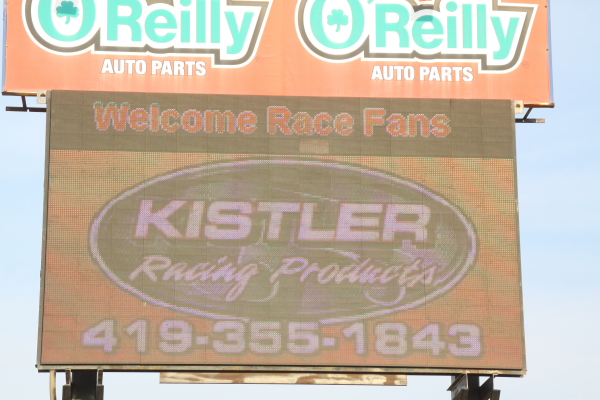 O'Reilly O'Reilly
AUTO PARTS AUTO PARTS
Welcome Race Fans
KISTLER
Racing Products
419-355-1843